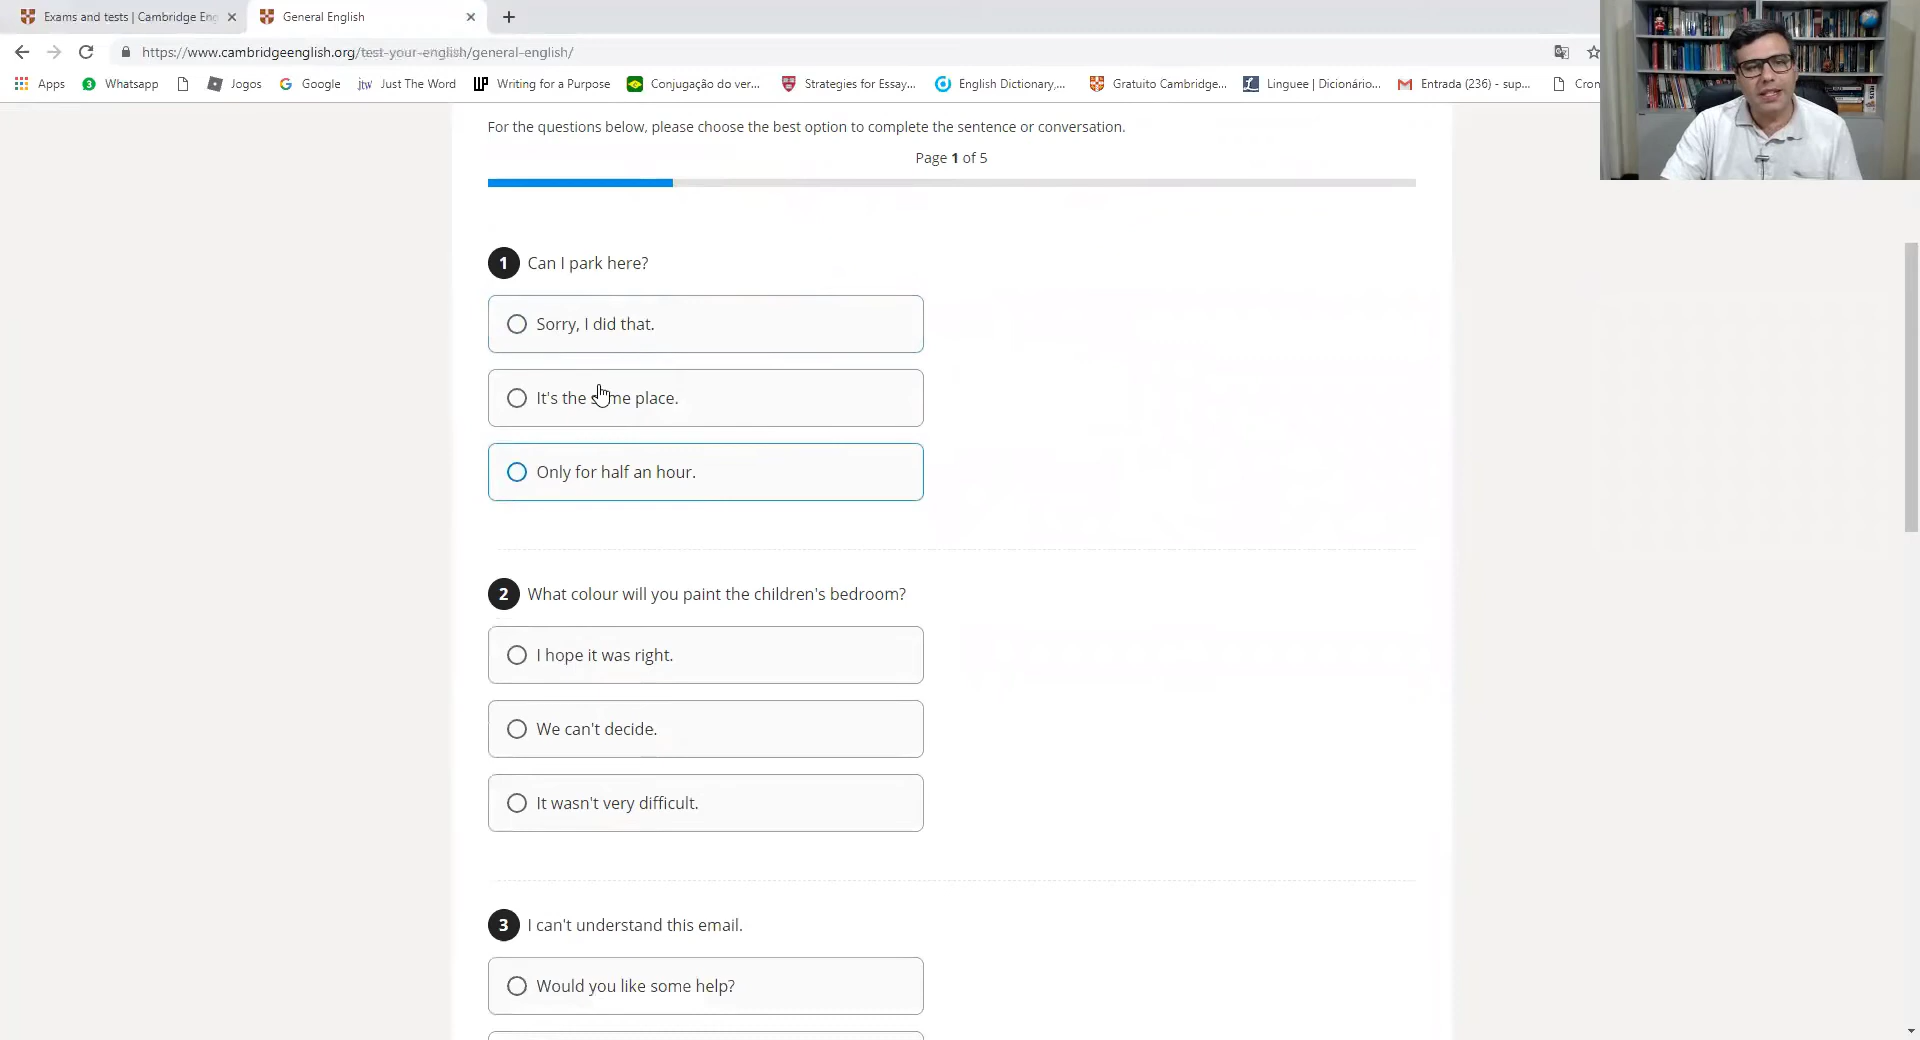 Exams and tests | Cambridge Eng
General English
https://www.cambridgeenglish.org/test-your-english/general-english/
Apps
3 Whatsapp
Jogos
G Google
jtw Just The Word
UP Writing for a Purpose
Conjugação do ver...
Strategies for Essay...
English Dictionary,...
Gratuito Cambridge...
Linguee | Dicionário...
Entrada (236) - sup...
Cron
For the questions below, please choose the best option to complete the sentence or conversation.
Page 1 of 5
1 Can I park here?
Sorry, I did that.
It's the same place.
Only for half an hour.
2 What colour will you paint the children's bedroom?
I hope it was right.
We can't decide.
It wasn't very difficult.
3 I can't understand this email.
Would you like some help?